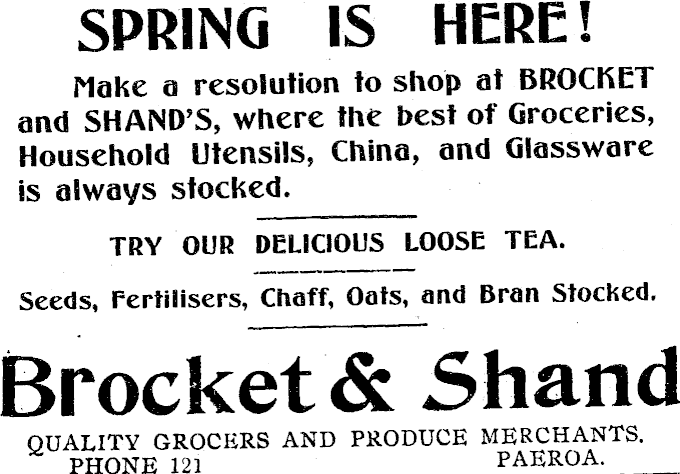 SPRING IS HERE!
Make a resolution to shop at BROCKET
and SHAND'S, where the best of Groceries,
Household Utensils, China, and Glassware
is always stocked.
TRY OUR DELICIOUS LOOSE TEA.
Seeds, Fertilisers, Chaff, Oats, and Bran Stocked.
Brocket & Shand
QUALITY GROCERS AND PRODUCE MERCHANTS.
PHONE 121 PAEROA.